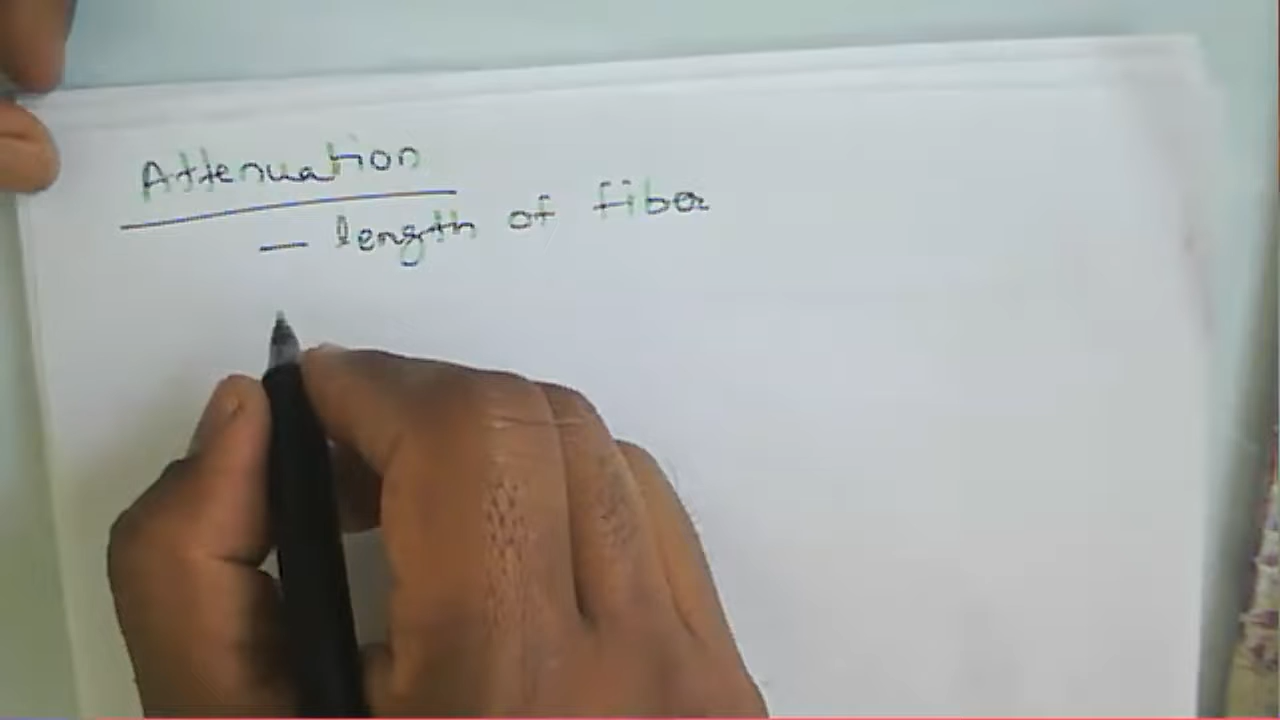 Attenuation
— length of fiber